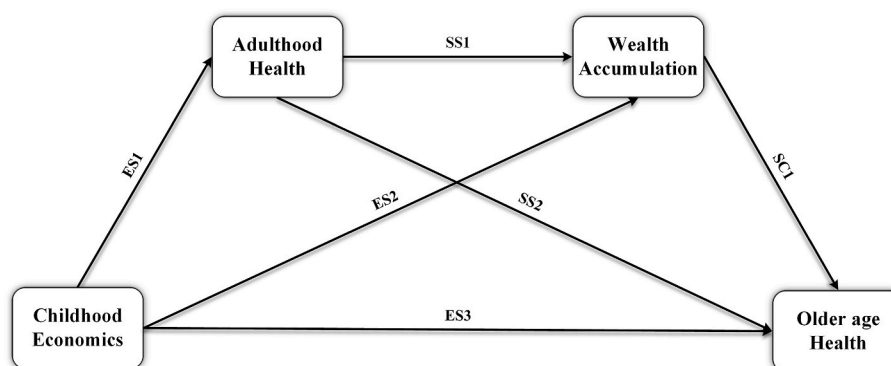 Adulthood
Health
SS1
Wealth
Accumulation
ES1
ES2
SS2
SC1
Childhood
Economics
ES3
Older age
Health